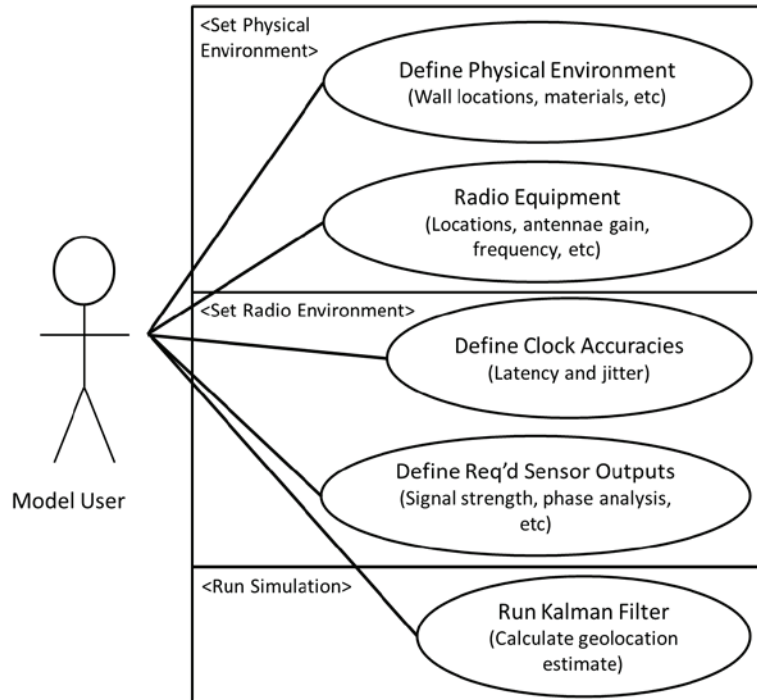 <Set Physical
Environment>
Define Physical Environment
(Wall locations, materials, etc)
Radio Equipment
(Locations, antennae gain,
frequency, etc)
<Set Radio Environment>
Define Clock Accuracies
(Latency and jitter)
Define Req’d Sensor Outputs
(Signal strength, phase analysis,
etc)
Model User
<Run Simulation>
Run Kalman Filter
(Calculate geolocation
estimate)